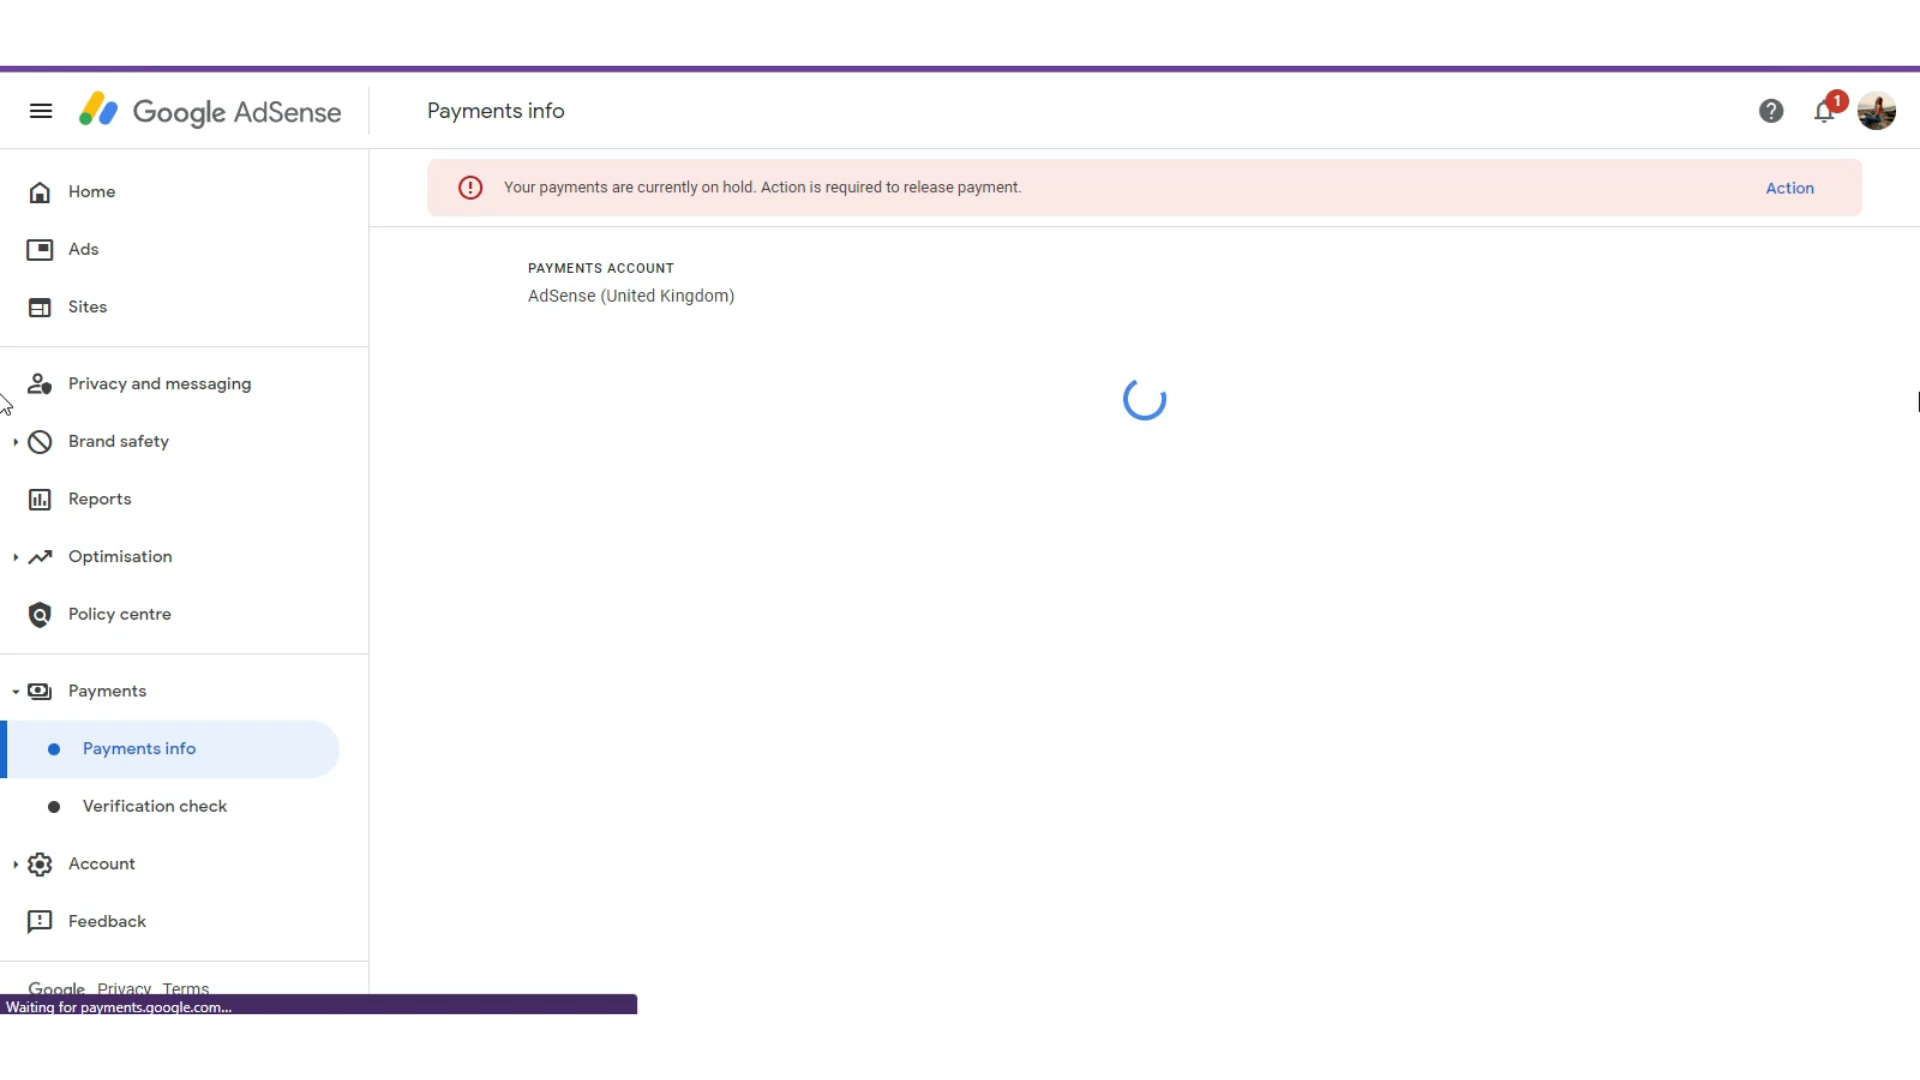 Google AdSense
Payments info
1
Your payments are currently on hold. Action is required to release payment.
Action
Home
Ads
Sites
Privacy and messaging
Brand safety
Reports
Optimisation
Policy centre
Payments
Payments info
Verification check
Account
Feedback
Google Privacy Terms
PAYMENTS ACCOUNT
AdSense (United Kingdom)
Waiting for payments.google.com...